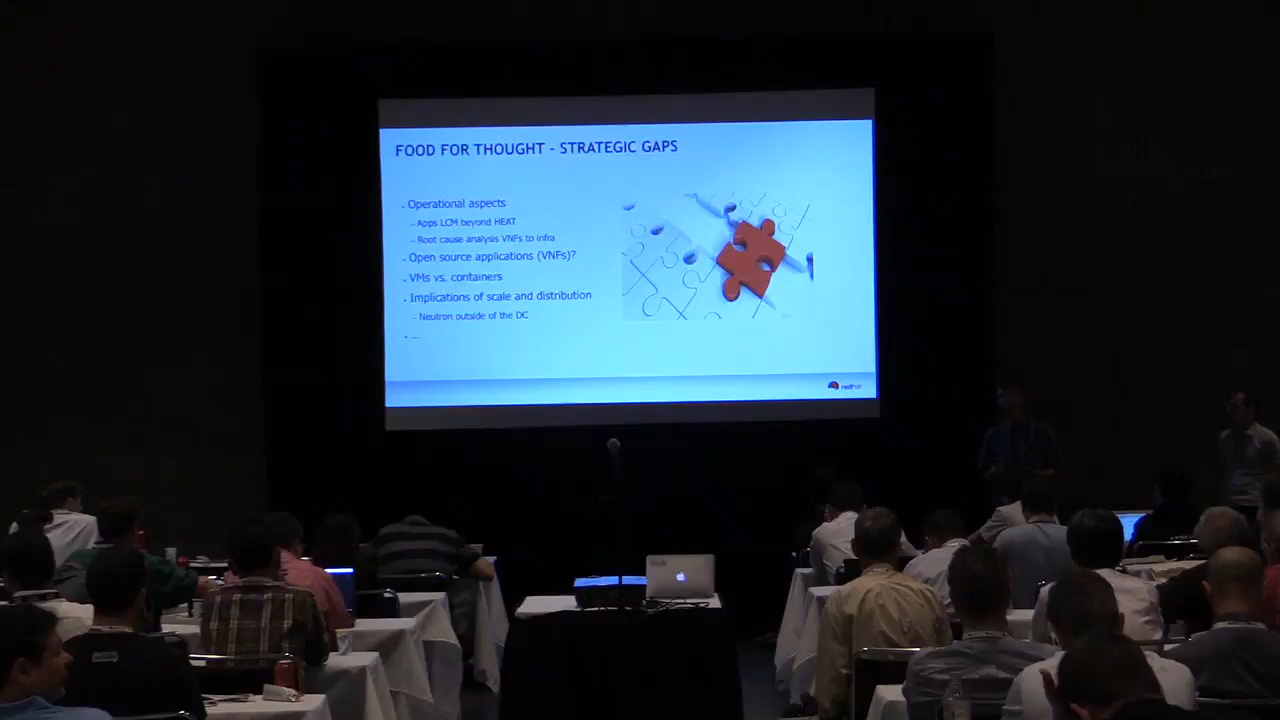 FOOD FOR THOUGHT - STRATEGIC GAPS
Operational aspects
– Apps LCM beyond HEAT
– Root cause analysis VNFs to infra
Open source applications (VNFs)?
VMs vs. containers
Implications of scale and distribution
– Neutron outside of the DC
...
redhat